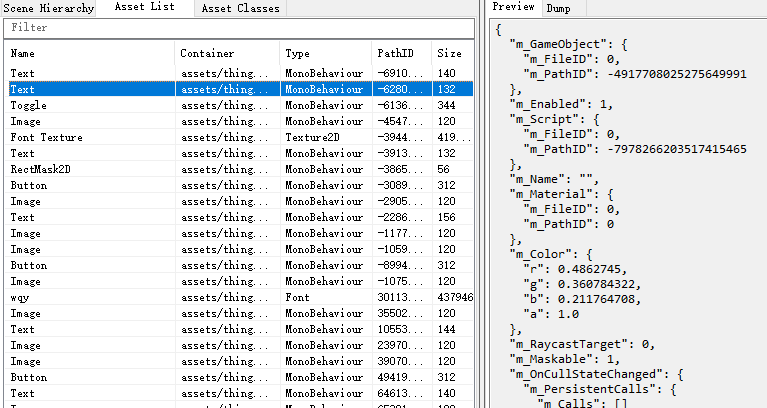 Scene Hierarchy Asset List Asset Classes
Filter
Name Container Type PathID Size
Text assets/thing... MonoBehaviour -6910... 140
Text assets/thing... MonoBehaviour -6280... 132
Toggle assets/thing... MonoBehaviour -6136... 344
Image assets/thing... MonoBehaviour -4547... 120
Font Texture assets/thing... Texture2D -3944... 419...
Text assets/thing... MonoBehaviour -3913... 132
RectMask2D assets/thing... MonoBehaviour -3865... 56
Button assets/thing... MonoBehaviour -3089... 312
Image assets/thing... MonoBehaviour -2905... 120
Text assets/thing... MonoBehaviour -2286... 156
Image assets/thing... MonoBehaviour -1177... 120
Image assets/thing... MonoBehaviour -1059... 120
Button assets/thing... MonoBehaviour -8994... 312
Image assets/thing... MonoBehaviour -1075... 120
wqy assets/thing... Font 30113... 437946
Image assets/thing... MonoBehaviour 35502... 120
Text assets/thing... MonoBehaviour 10553... 144
Image assets/thing... MonoBehaviour 23970... 120
Image assets/thing... MonoBehaviour 39070... 120
Button assets/thing... MonoBehaviour 49419... 312
Text assets/thing... MonoBehaviour 64613... 140
Preview Dump
{
"m_GameObject": {
"m_FileID": 0,
"m_PathID": -4917708025275649991
},
"m_Enabled": 1,
"m_Script": {
"m_FileID": 0,
"m_PathID": -7978266203517415465
},
"m_Name": "",
"m_Material": {
"m_FileID": 0,
"m_PathID": 0
},
"m_Color": {
"r": 0.4862745,
"g": 0.360784322,
"b": 0.211764708,
"a": 1.0
},
"m_RaycastTarget": 0,
"m_Maskable": 1,
"m_OnCullStateChanged": {
"m_PersistentCalls": {
"m_Calls": []